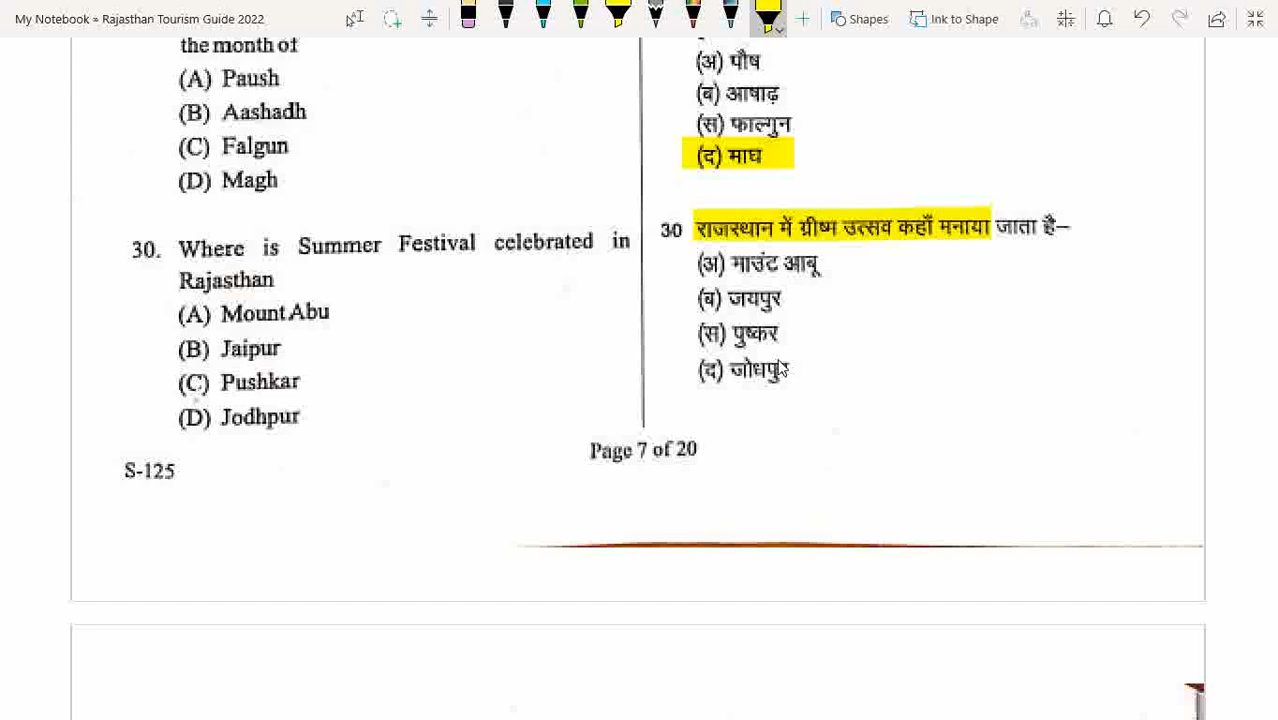 My Notebook » Rajasthan Tourism Guide 2022
Shapes
Ink to Shape
the month of
(A) Paush
(B) Aashadh
(C) Falgun
(D) Magh
30. Where is Summer Festival celebrated in
Rajasthan
(A) Mount Abu
(B) Jaipur
(C) Pushkar
(D) Jodhpur
(अ) पौष
(ब) आषाढ़
(स) फाल्गुन
(द) माघ
30 राजस्थान में ग्रीष्म उत्सव कहाँ मनाया जाता है–
(अ) माउंट आबू
(ब) जयपुर
(स) पुष्कर
(द) जोधपुर
Page 7 of 20
S-125